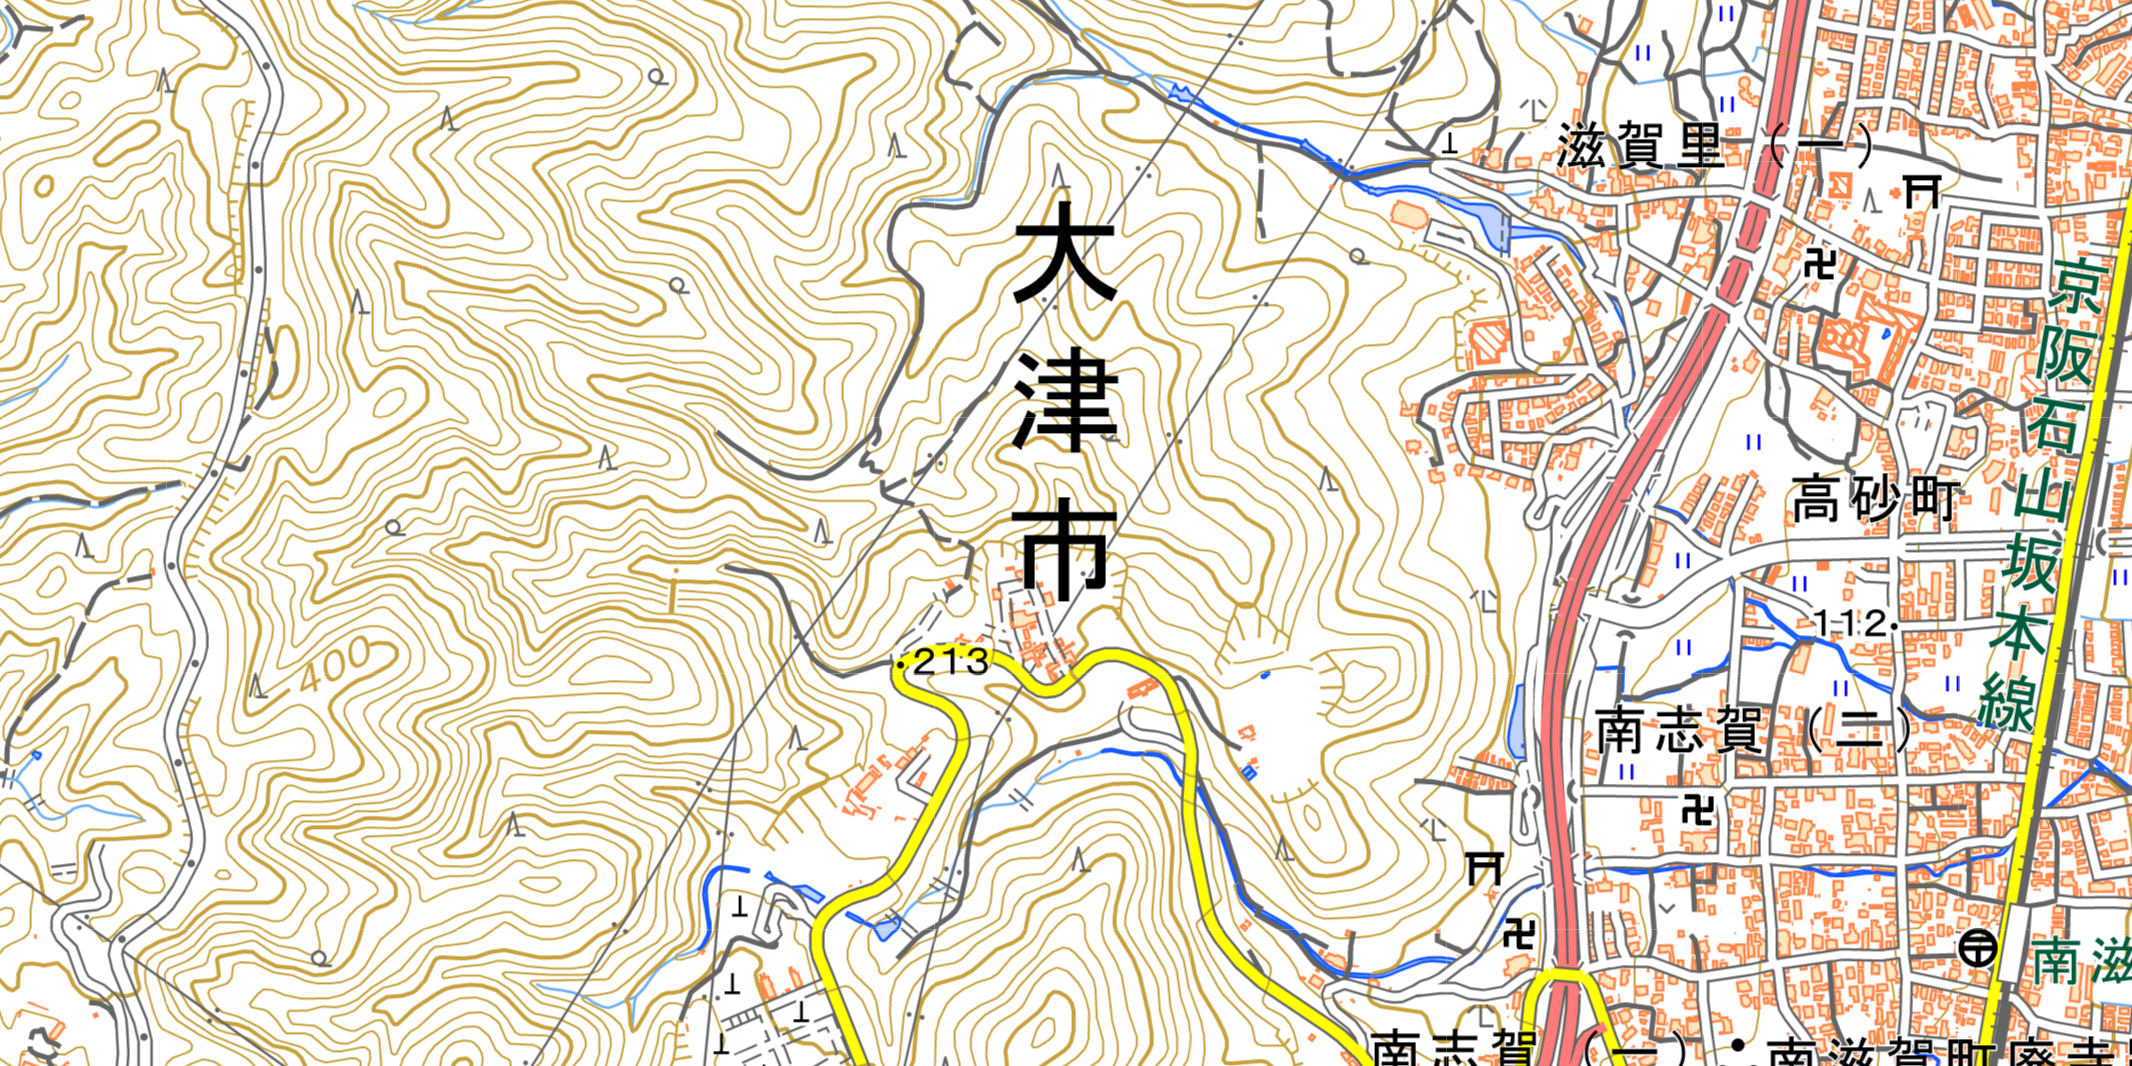 滋賀里（一）
大津市
京阪石山坂本線
高砂町
112
213
400
南志賀（二）
南滋
南志賀（一）
南滋賀町廃寺